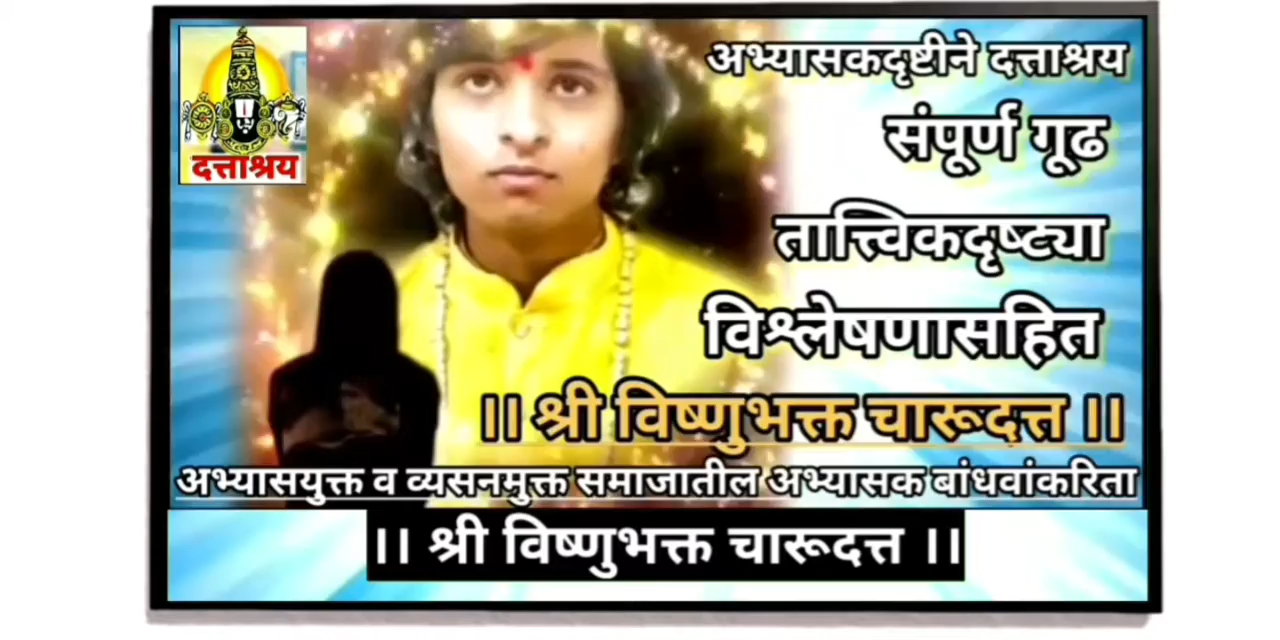 दत्ताश्रय
अभ्यासकदृष्टीने दत्ताश्रय
संपूर्ण गूढ
तात्त्विकदृष्ट्या
विश्लेषणासहित
।। श्री विष्णुभक्त चारूदत्त ।।
अभ्यासयुक्त व व्यसनमुक्त समाजातील अभ्यासक बांधवांकरिता
।। श्री विष्णुभक्त चारूदत्त ।।